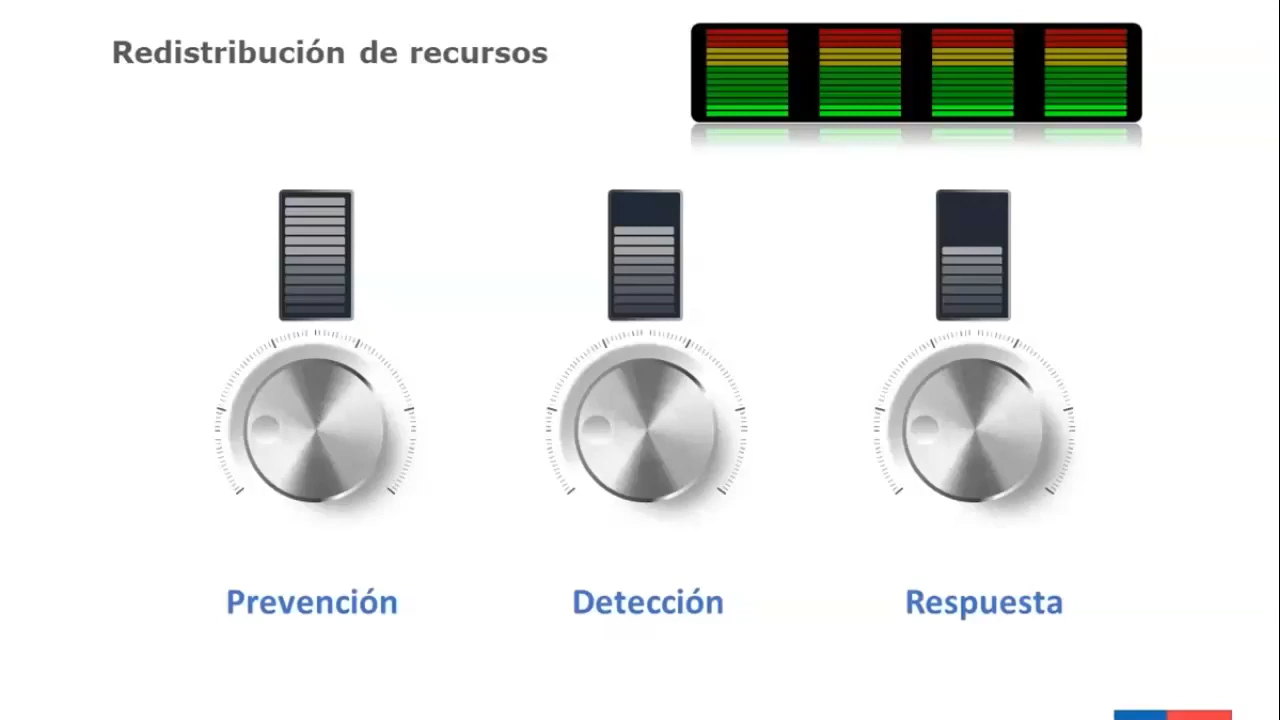 Redistribución de recursos
Prevención
Detección
Respuesta